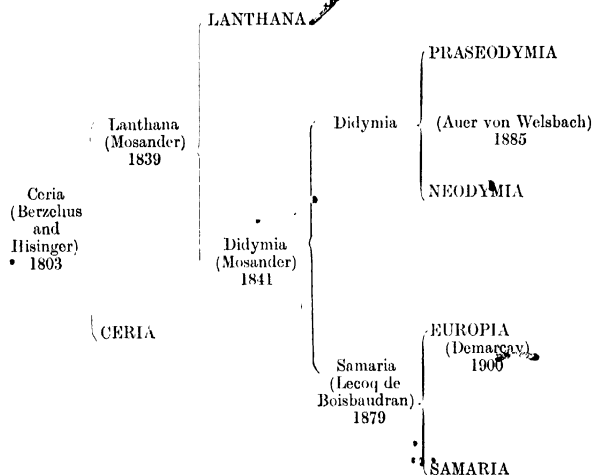 LANTHANA
PRASEODYMIA
Lanthana
(Mosander)
1839
Didymia
(Auer von Welsbach)
1885
Ceria
(Berzelius
and
Hisinger)
1803
NEODYMIA
Didymia
(Mosander)
1841
CERIA
EUROPIA
(Demarçay)
1900
Samaria
(Lecoq de
Boisbaudran)
1879
SAMARIA